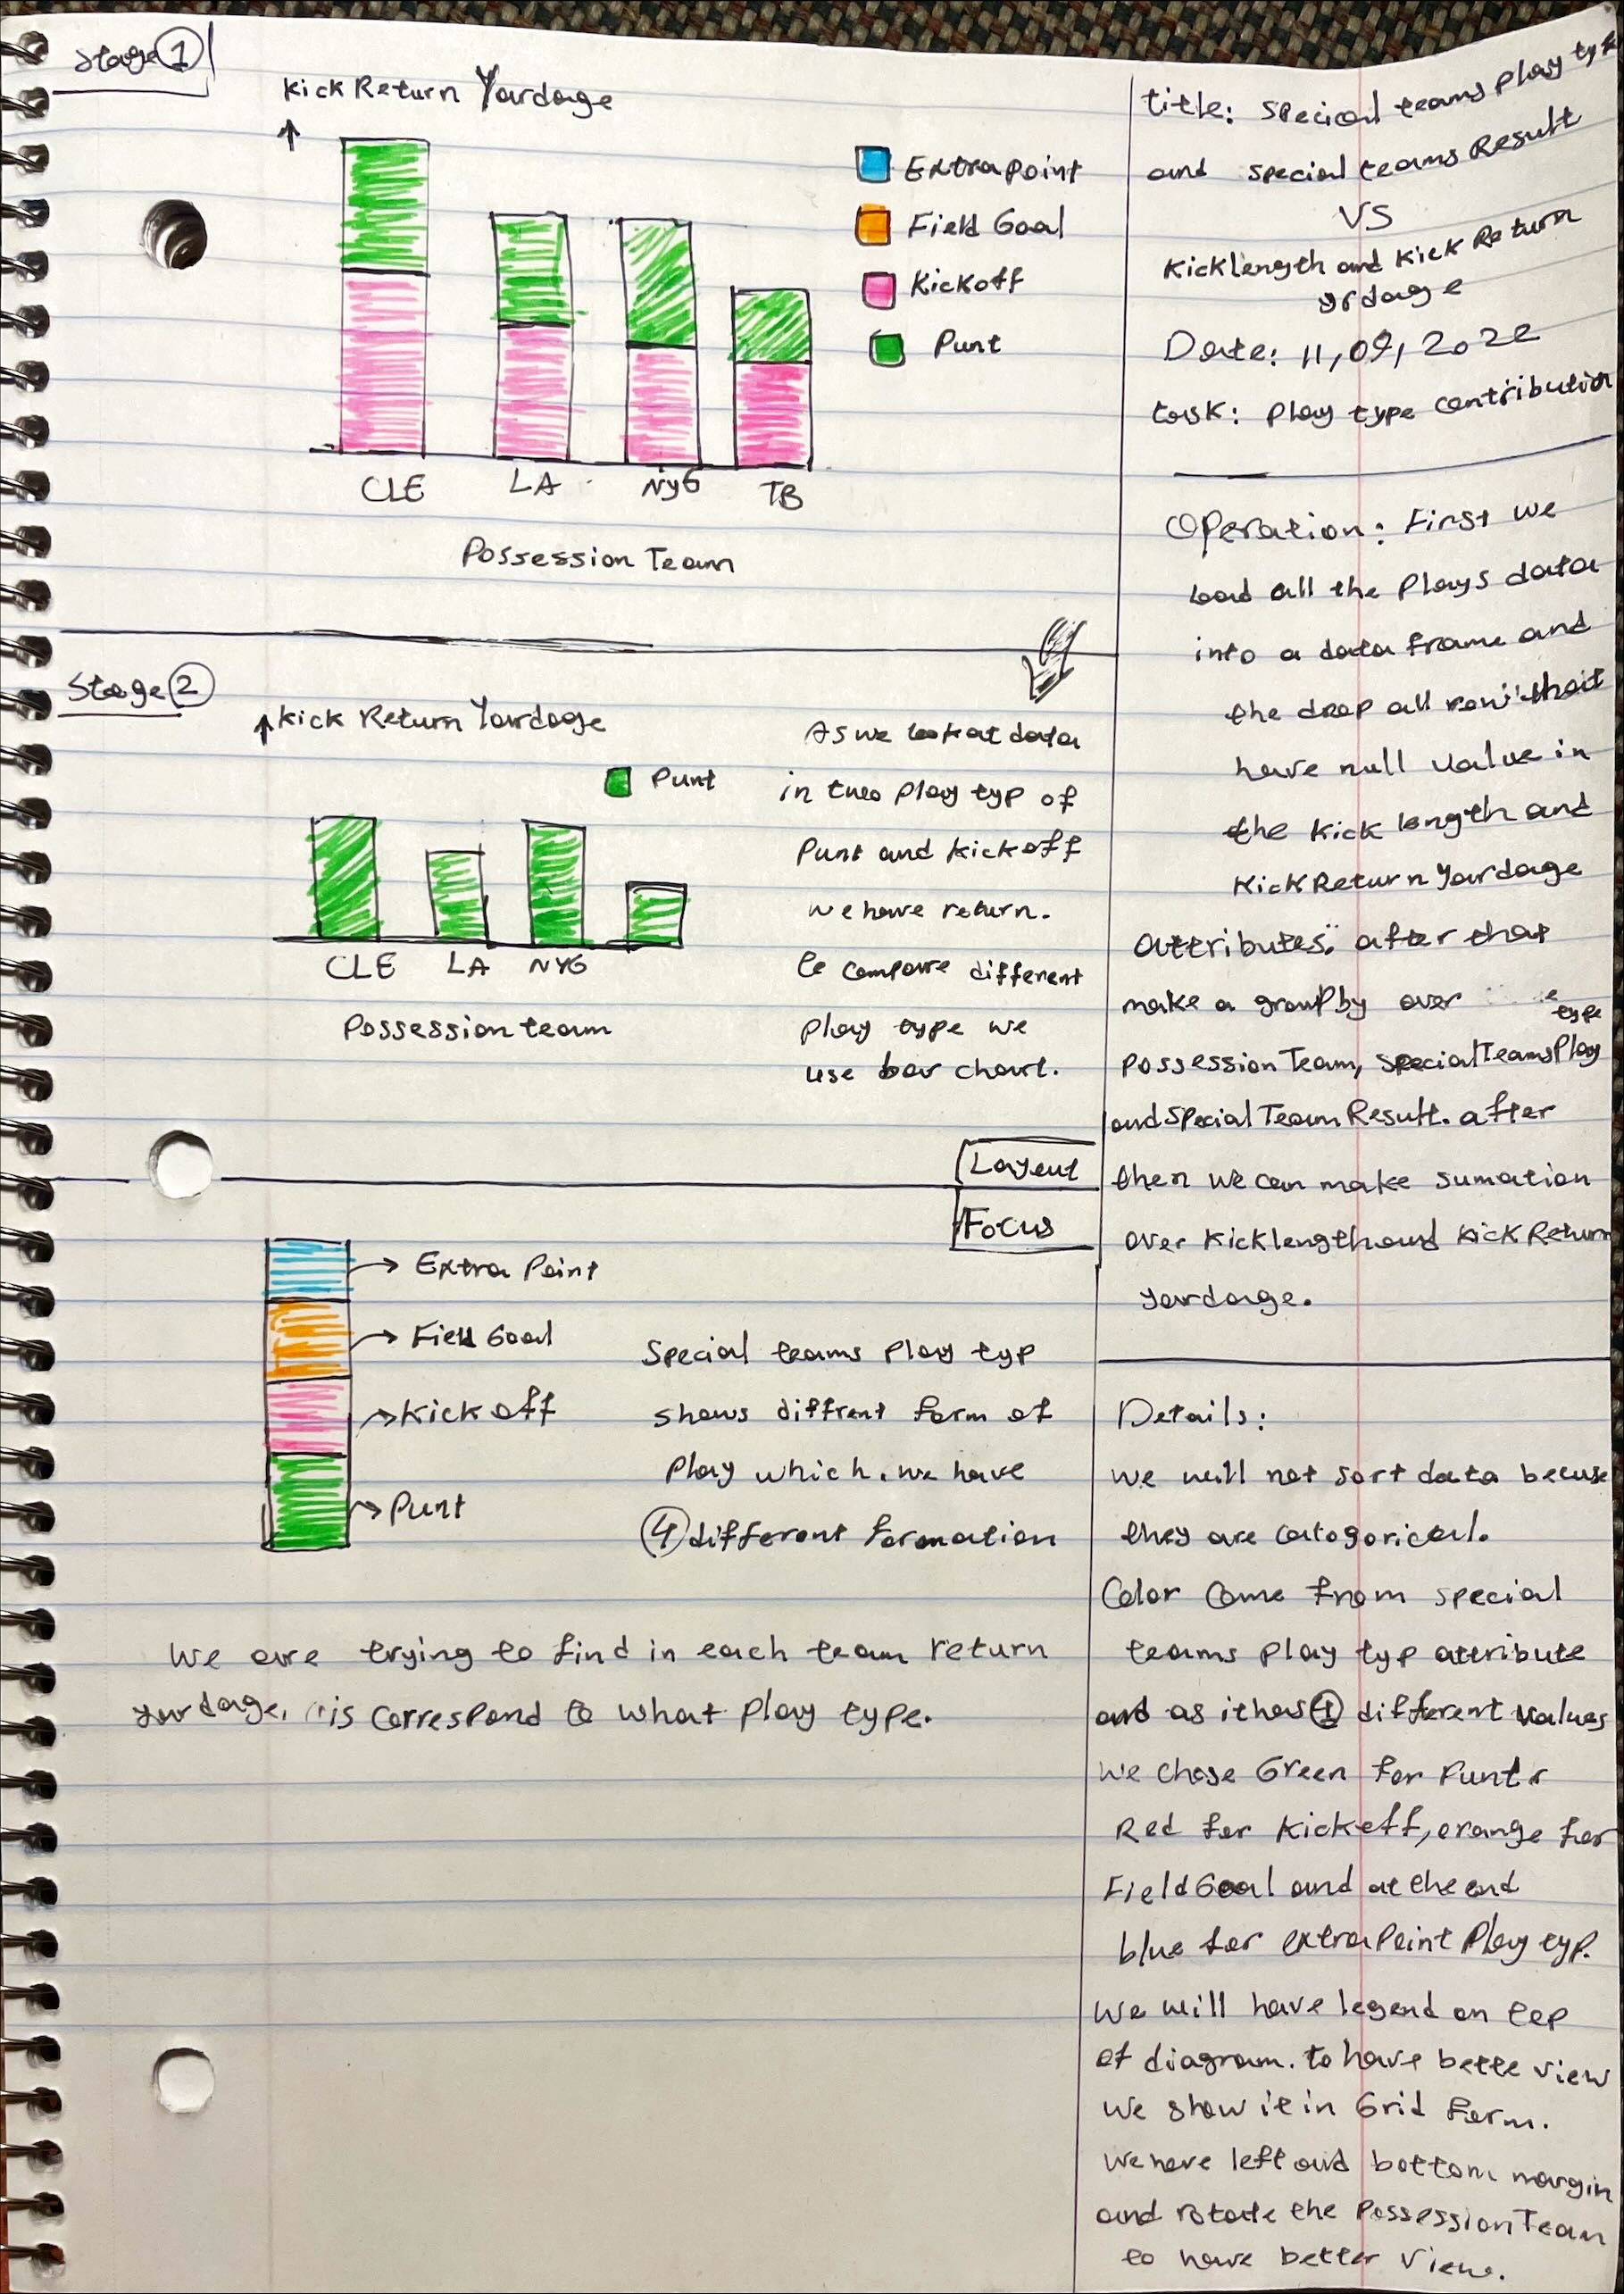 Stage 1
Kick Return Yardage
Extrapoint
Field Goal
Kickoff
Punt
CLE LA NYG TB
Possession Team
Stage 2
Kick Return Yardage
Punt
CLE LA NYG
Possession team
As we look at data
in two play typ of
Punt and kickoff
we have return.
to compare different
play type we
use bar chart.
Layout
Focus
Extra Point
Field Goal
Kick off
Punt
Special teams play typ
shows diffrent form of
play which. we have
4 different formation
We are trying to find in each team return
yardage, is correspond to what play type.
title: special teams play typ
and special teams Result
VS
Kicklength and Kick Return
yrdage
Date: 11,09,2022
task: play type contribution
Operation: First we
load all the plays data
into a data frame and
the drop all row that
have null value in
the kick length and
KickReturn Yardage
attributes. after that
make a groupby over
type
possessionTeam, specialTeamsPlay
and special Team Result. after
then we can make sumation
over Kicklength and KickReturn
yardage.
Details:
we will not sort data becuse
they are catogorical.
Color come from special
teams play typ attribute
and as it has 4 different values
we chose Green for Punt
Red for Kickoff, orange for
Field Goal and at the end
blue for extraPoint play typ.
we will have legend on top
of diagram. to have bette view
we show it in Grid form.
we have left and bottom margin
and rotate the PossessionTeam
to have better view.